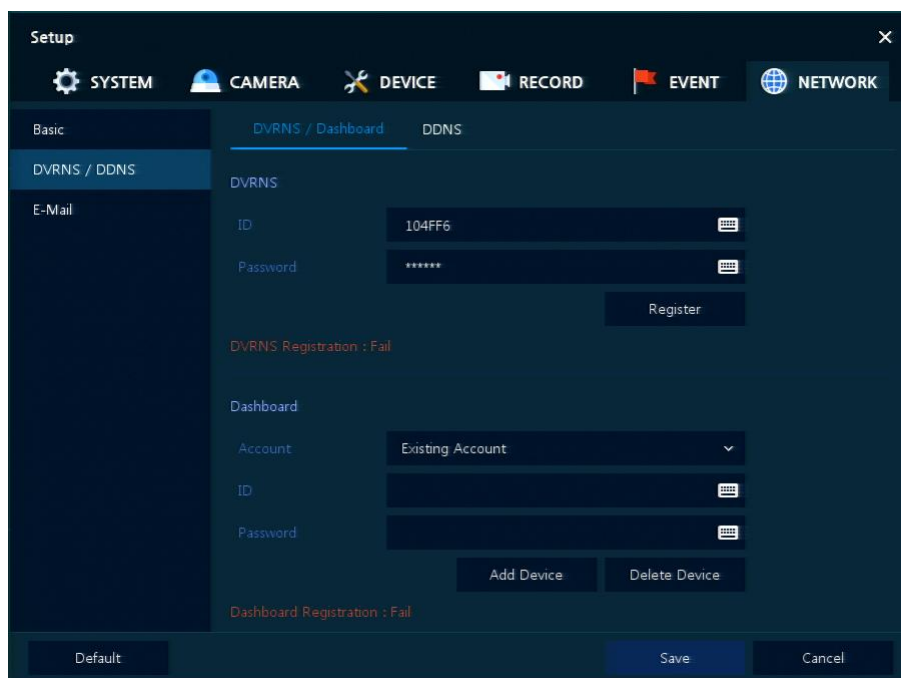 Setup
SYSTEM CAMERA DEVICE RECORD EVENT NETWORK
Basic
DVRNS / DDNS
E-Mail
DVRNS / Dashboard DDNS
DVRNS
ID 104FF6
Password ******
Register
DVRNS Registration : Fail
Dashboard
Account Existing Account
ID
Password
Add Device Delete Device
Dashboard Registration : Fail
Default Save Cancel